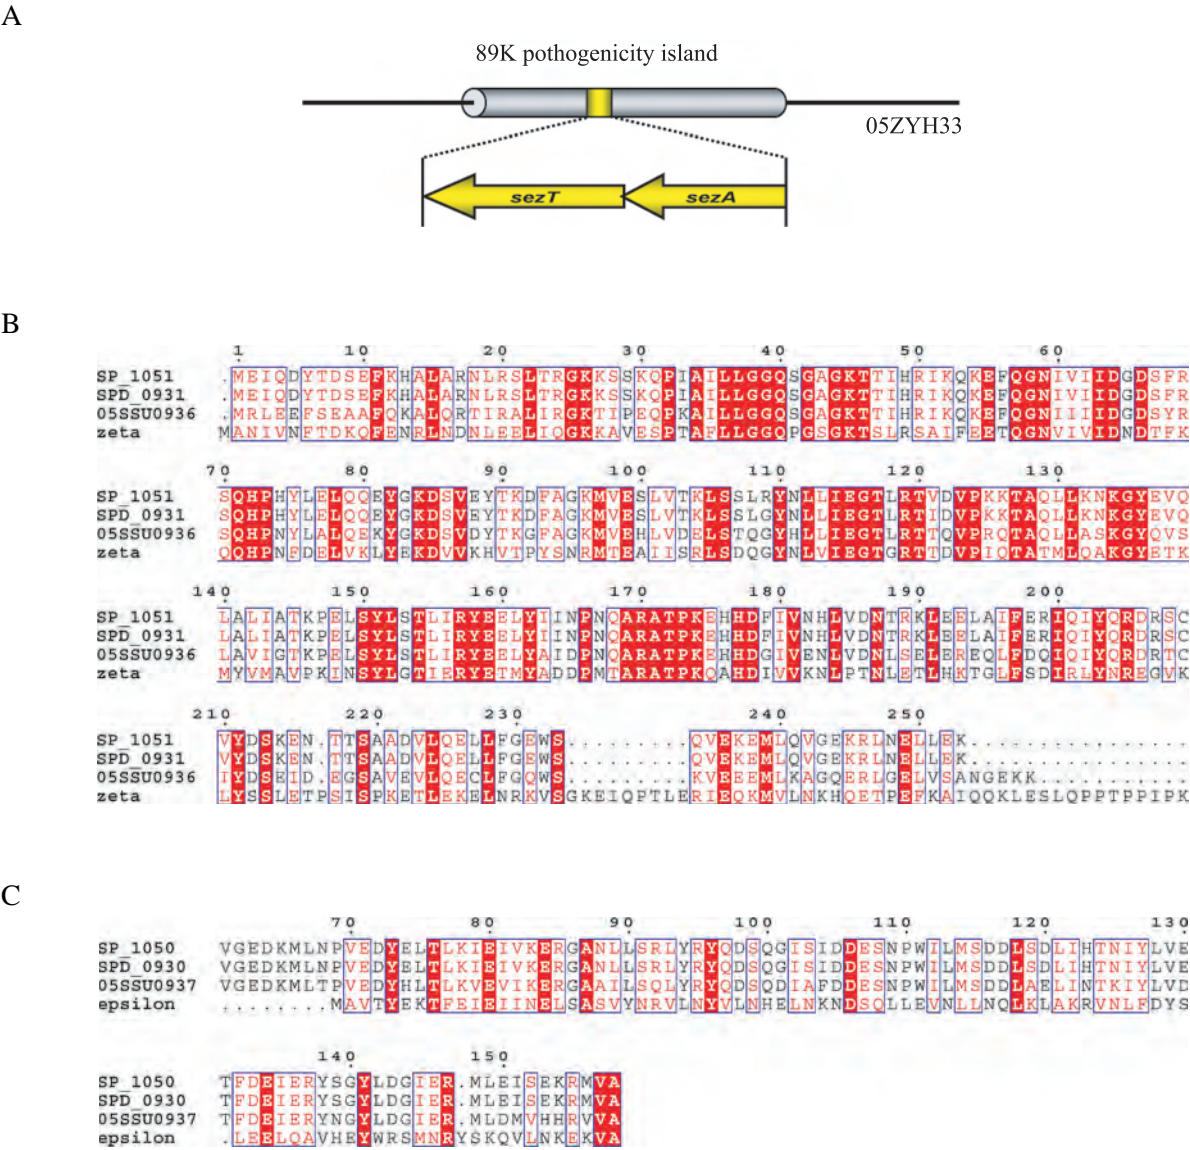 A
89K pothogenicity island
05ZYH33
sezT sezA
B
1 10 20 30 40 50 60
SP_1051 .MEIQDYTDSEFKHALARNLRSLTRGKKSSKQPIAILLGGQSGAGKTTIHRIKQKEFQGNIVIIDGDSFR
SPD_0931 .MEIQDYTDSEFKHALARNLRSLTRGKKSSKQPIAILLGGQSGAGKTTIHRIKQKEFQGNIVIIDGDSFR
05SSU0936 .MRLEEFSEAAFQKALQRTIRALIRGKTIPEQPKAILLGGQSGAGKTTIHRIKQKEFQGNIIIIDGDSYR
zeta MANIVNFTDKQFENRLNDNLEELIQGKKAVESPTAFLLGGQPGSGKTSLRSAIFEETQGNVIVIDNDTFK
70 80 90 100 110 120 130
SP_1051 SQHPHYLELQQEYGKDSVEYTKDFAGKMVESLVTKLSSLRYNLLIEGTLRTVDVPKKTAQLLKNKGYEVQ
SPD_0931 SQHPHYLELQQEYGKDSVEYTKDFAGKMVESLVTKLSSLGYNLLIEGTLRTIDVPKKTAQLLKNKGYEVQ
05SSU0936 SQHPNYLALQQEYGKDSVDYTKGFAGKMVEHLVDELSTQGYNLLIEGTLRTTQVPRQTAQLLASKGYQVS
zeta QQHPNFDELVKLYEKDVVKHVTPYSNRMTEAIISRLSDQGYNLVIEGTGRTTDVPIQTATMLQAKGYETK
140 150 160 170 180 190 200
SP_1051 LALIATKPELSYLSTLIRYEELYIINPNQARATPKEHHDFIVNHLVDNTRKLEELAIFERIQIYQRDRSC
SPD_0931 LALIATKPELSYLSTLIRYEELYIINPNQARATPKEHHDFIVNHLVDNTRKLEELAIFERIQIYQRDRSC
05SSU0936 LAVIGTKPELSYLSTLIRYEELYAIDPNQARATPKEHHDGIVENLVDNLSELEREQLFDQIQIYQRDRTC
zeta MYVMAVPKINSYLGTIERYETMYADDPMTARATPKQAHDIVVKNLPTNLETLHKTGLFSDIRLYNREGVK
210 220 230 240 250
SP_1051 VYDSKEN.TTSAADVLQELLFGEWS.........QVEKEMLQVGEKRLNELLEK................
SPD_0931 VYDSKEN.TTSAADVLQELLFGEWS.........QVEKEMLQVGEKRLNELLEK................
05SSU0936 IYDSEID.EGSAVEVLQECLFGQWS.........KVEEEMLKAGQERLGELVSANGEKK...........
zeta LYSSLETPSISPKETLEKELNRKVSGKEIQPTLERIEQKMVLNKHQETPEFKAIQQKLESLQPPTPPIPK
C
70 80 90 100 110 120 130
SP_1050 VGEDKMLNPVEDYELTLKIEIVKERGANLLSRLYRYQDSQGISIDDESNPWILMSDDLSDLIHTNIYLVE
SPD_0930 VGEDKMLNPVEDYELTLKIEIVKERGANLLSRLYRYQDSQGISIDDESNPWILMSDDLSDLIHTNIYLVE
05SSU0937 VGEDKMLTPVEDYHLTLKVEIVKERGAAILSQLYRYQDSQDIAFDDESNPWILMSDDLAELINTKIYLVD
epsilon ........MAVTYEKTFEIEIINELSASVYNRVLNYVLNHELNKNDSQLLEVNLLNQLKLAKRVNLFDYS
140 150
SP_1050 TFDEIERYSGYLDGIER.MLEISEKRMVA
SPD_0930 TFDEIERYSGYLDGIER.MLEISEKRMVA
05SSU0937 TFDEIERYNGYLDGIER.MLDMVHHRVVA
epsilon .LEELQAVHEYWRSMNRYSKQVLNKEKVA